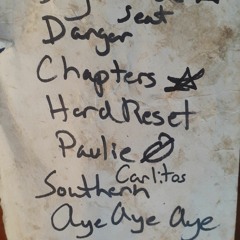 seat
Danger
Chapters
Hard Reset
Paulie
Carlitos
Southern
Aye Aye Aye